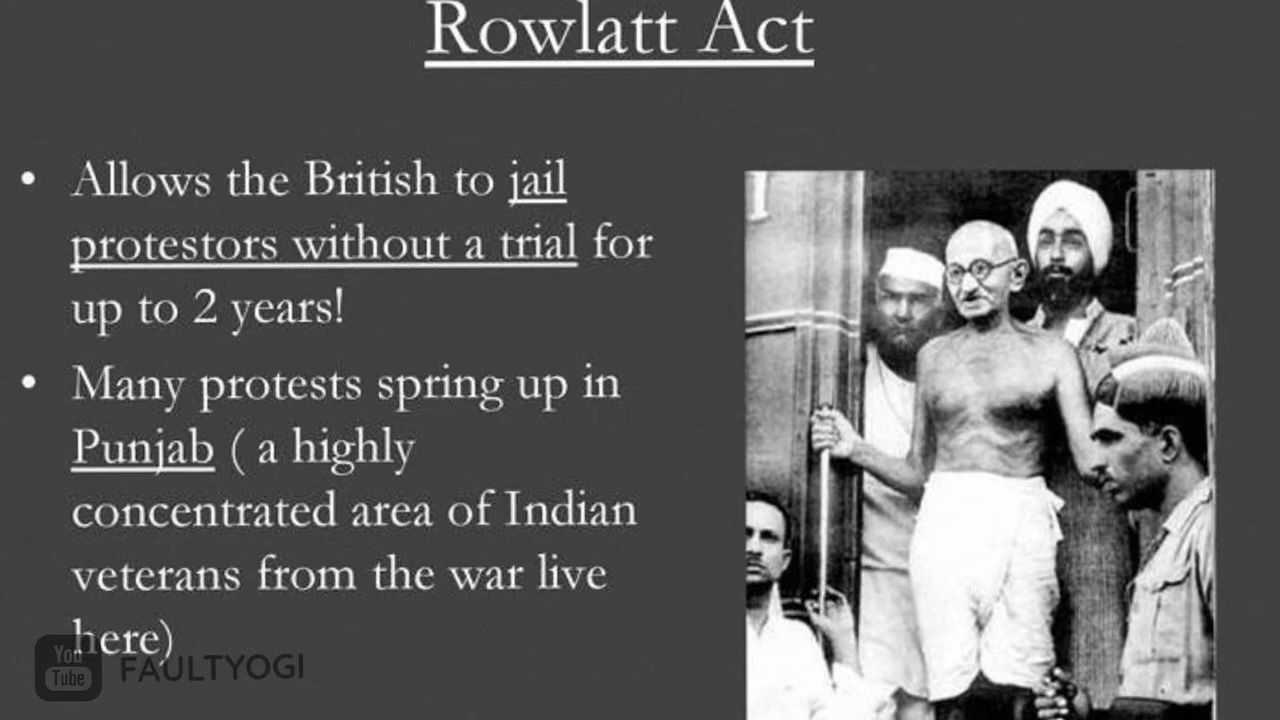 Rowlatt Act
• Allows the British to jail
protestors without a trial for
up to 2 years!
• Many protests spring up in
Punjab ( a highly
concentrated area of Indian
veterans from the war live
here)
You
Tube
FAULTYOGI